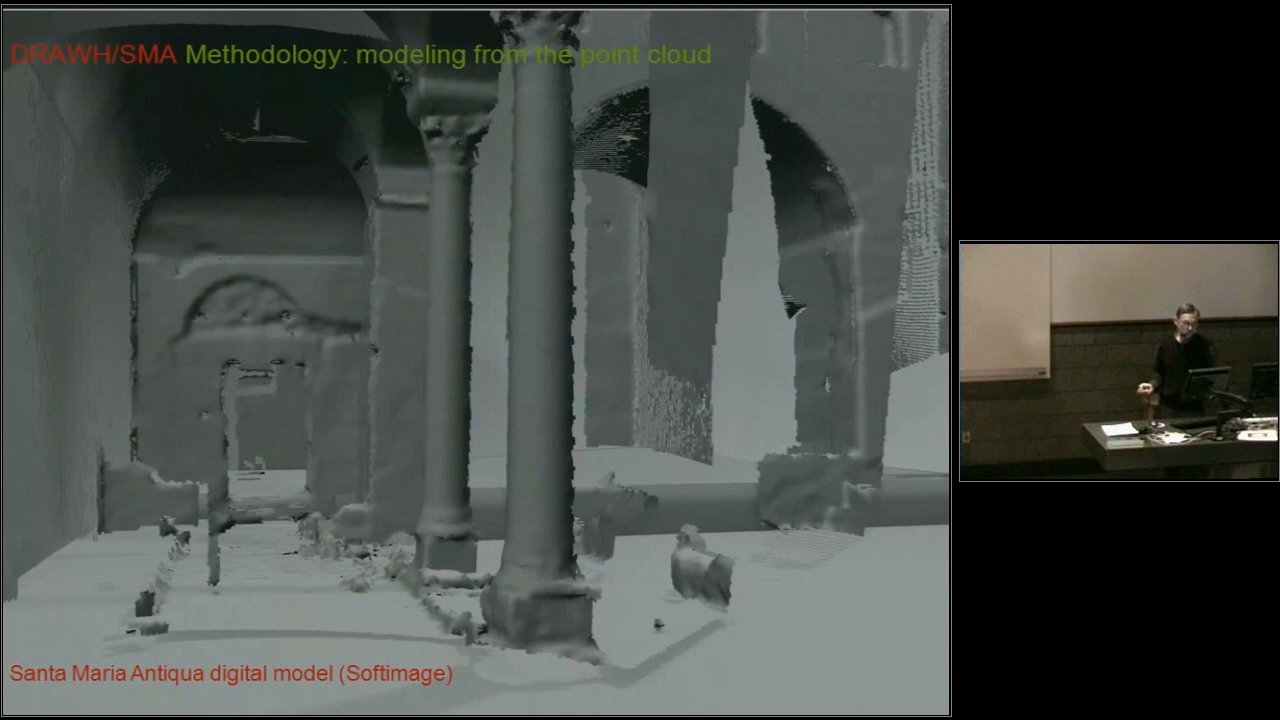 DRAWH/SMA Methodology: modeling from the point cloud
Santa Maria Antiqua digital model (Softimage)